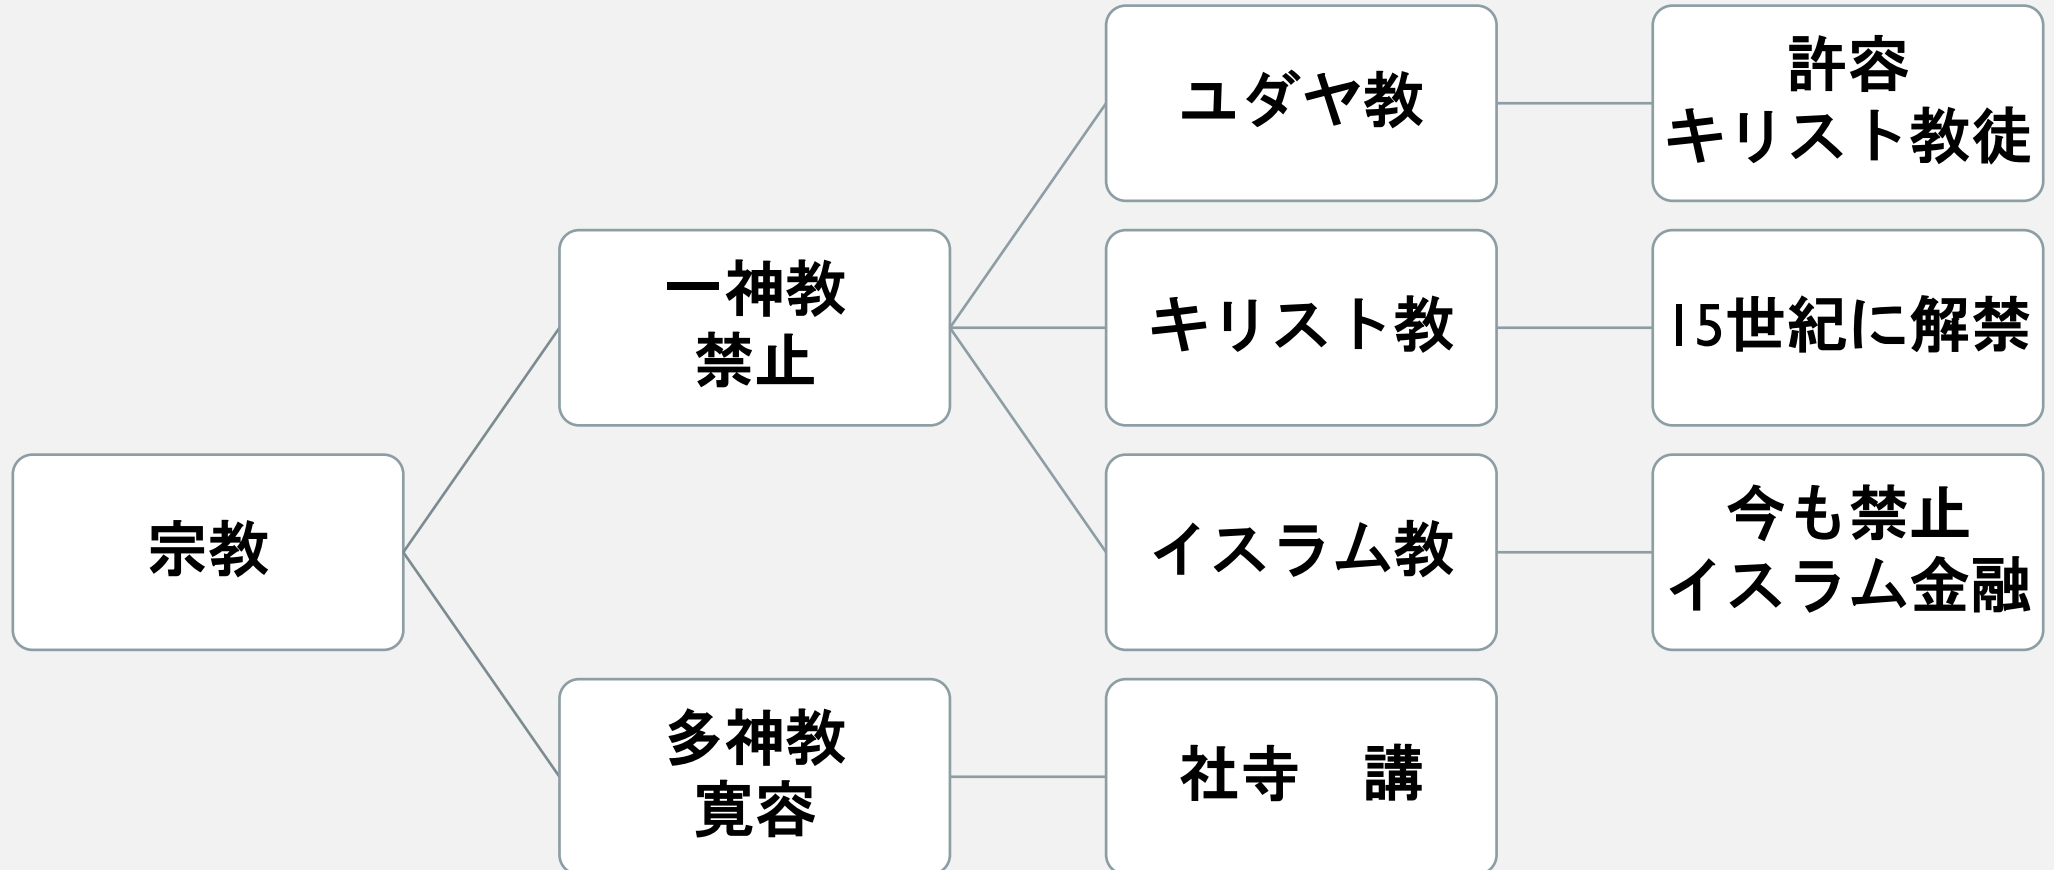 宗教
一神教
禁止
ユダヤ教
許容
キリスト教徒
キリスト教
15世紀に解禁
イスラム教
今も禁止
イスラム金融
多神教
寛容
社寺　講